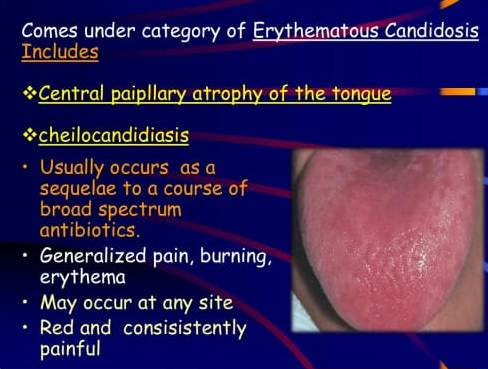 Comes under category of Erythematous Candidosis
Includes
❖Central paipllary atrophy of the tongue
❖cheilocandidiasis
• Usually occurs as a
sequelae to a course of
broad spectrum
antibiotics.
• Generalized pain, burning,
erythema
• May occur at any site
• Red and consisistently
painful